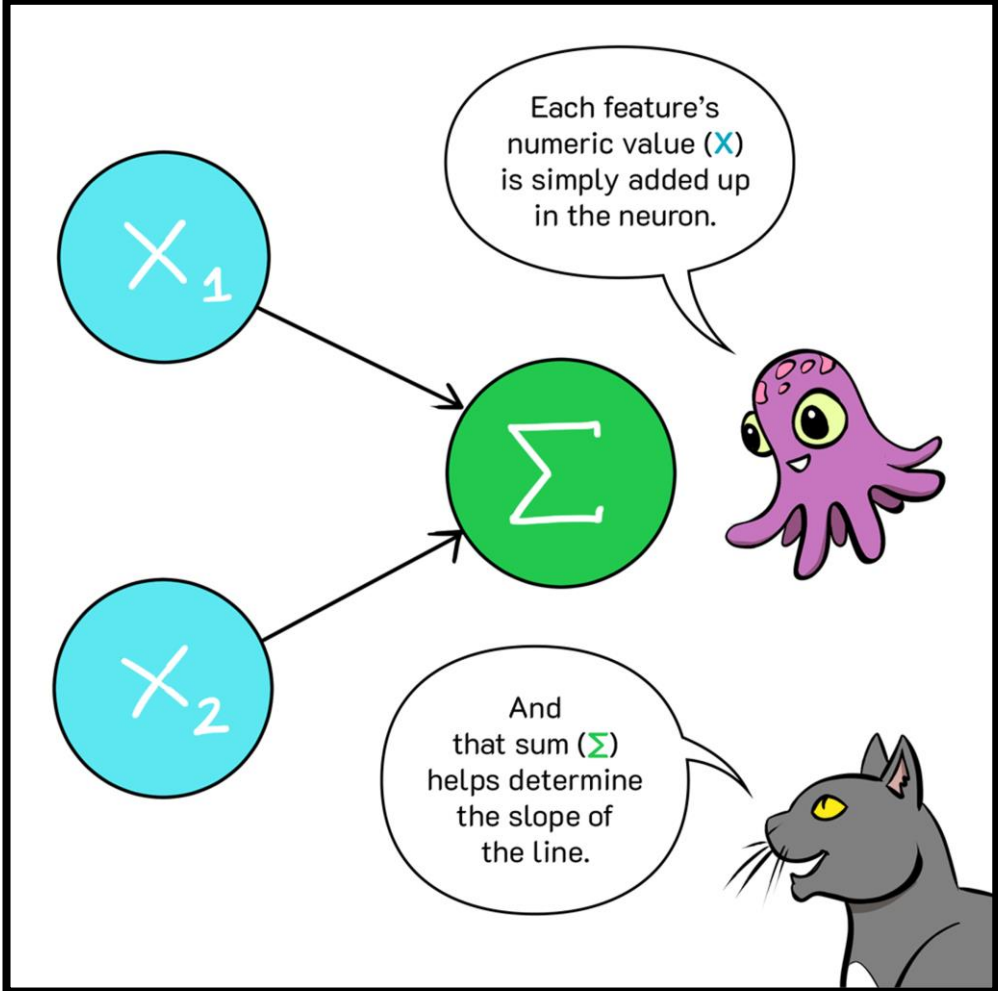 Each feature's
numeric value (X)
is simply added up
in the neuron.
X₁
Σ
X₂
And
that sum (Σ)
helps determine
the slope of
the line.